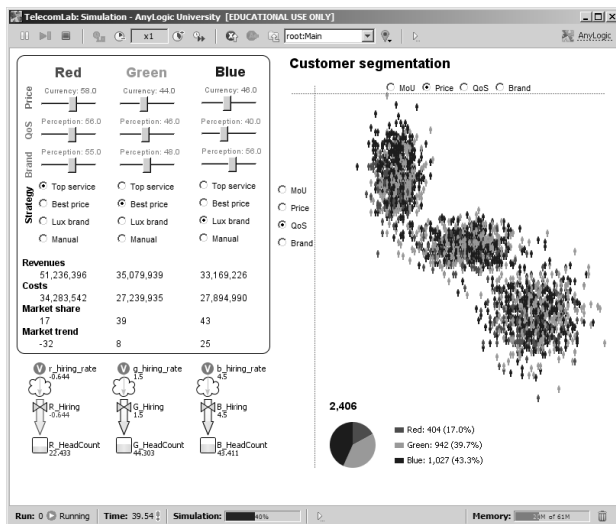 TelecomLab: Simulation - AnyLogic University [EDUCATIONAL USE ONLY]
x1
root:Main
AnyLogic
Red Green Blue
Price
Currency: 58.0 Currency: 44.0 Currency: 46.0
QoS
Perception: 56.0 Perception: 46.0 Perception: 40.0
Brand
Perception: 55.0 Perception: 48.0 Perception: 56.0
Strategy
Top service Top service Top service
Best price Best price Best price
Lux brand Lux brand Lux brand
Manual Manual Manual
Revenues
51,236,396 35,079,939 33,169,226
Costs
34,283,542 27,239,935 27,894,990
Market share
17 39 43
Market trend
-32 8 25
V r_hiring_rate V g_hiring_rate V b_hiring_rate
-0.644 1.5 4.5
R_Hiring G_Hiring B_Hiring
-0.644 1.5 4.5
R_HeadCount G_HeadCount B_HeadCount
22.433 44.303 43.411
Customer segmentation
MoU Price QoS Brand
MoU
Price
QoS
Brand
2,406
Red: 404 (17.0%)
Green: 942 (39.7%)
Blue: 1,027 (43.3%)
Run: 0 Running Time: 39.54 Simulation: 40% Memory: of 61M